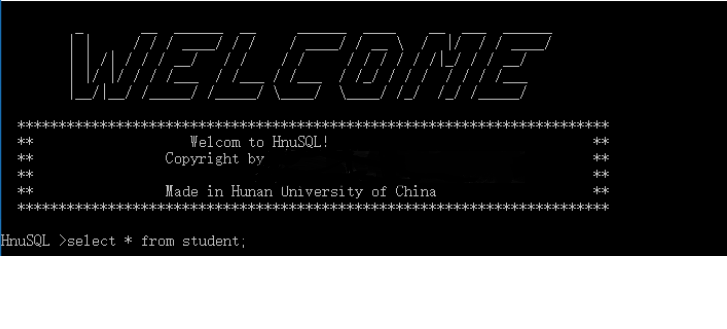 WELCOME
**************************************************************************
** Welcom to HnuSQL! **
** Copyright by **
** **
** Made in Hunan University of China **
**************************************************************************
HnuSQL >select * from student;